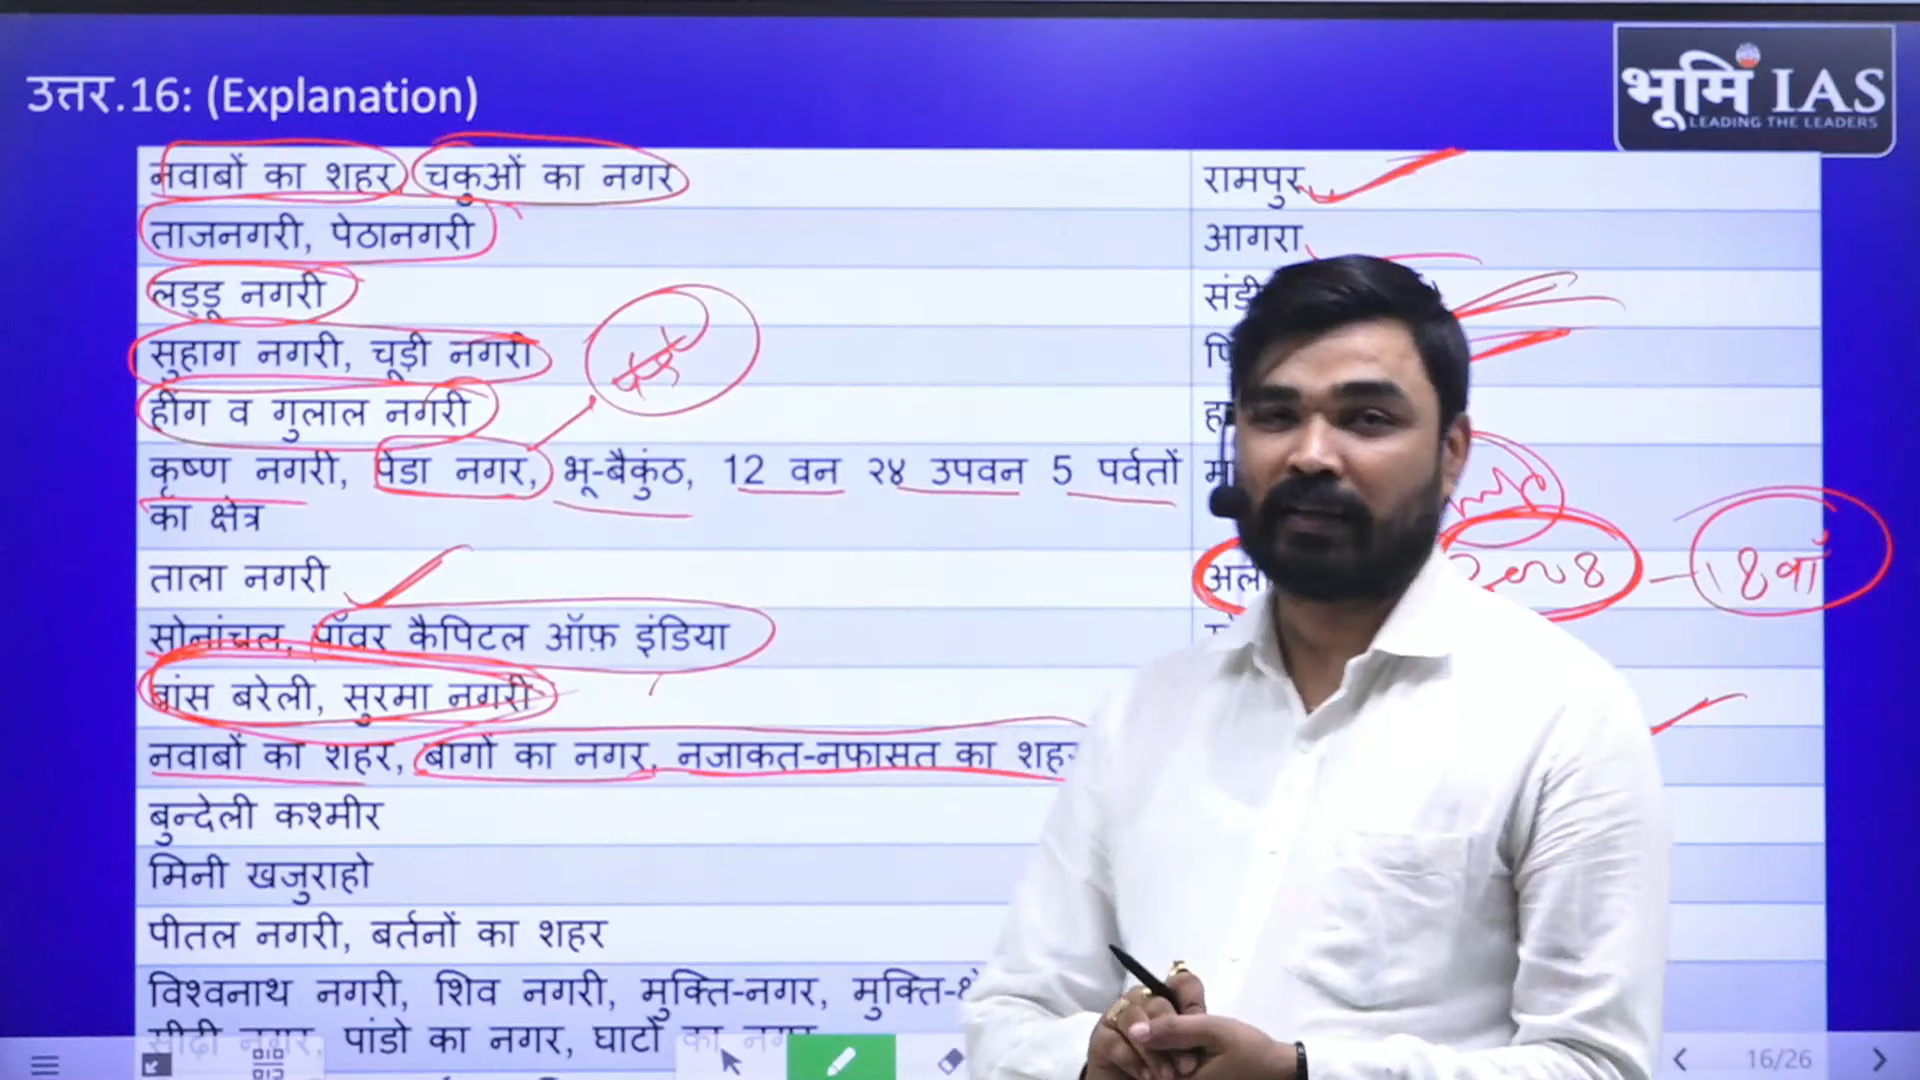 उत्तर.16: (Explanation)
भूमि IAS
LEADING THE LEADERS
नवाबों का शहर, चकुओं का नगर रामपुर
ताजनगरी, पेठानगरी आगरा
लड्डू नगरी
सुहाग नगरी, चूड़ी नगरी
हींग व गुलाल नगरी
कृष्ण नगरी, पेडा नगर, भू-बैकुंठ, 12 वन २४ उपवन 5 पर्वतों
का क्षेत्र
ताला नगरी
सोनांचल, पॉवर कैपिटल ऑफ़ इंडिया
बांस बरेली, सुरमा नगरी
नवाबों का शहर, बागों का नगर, नजाकत-नफासत का
बुन्देली कश्मीर
मिनी खजुराहो
पीतल नगरी, बर्तनों का शहर
विश्वनाथ नगरी, शिव नगरी, मुक्ति-नगर,
पांडो का नगर, घाटों का
16/26